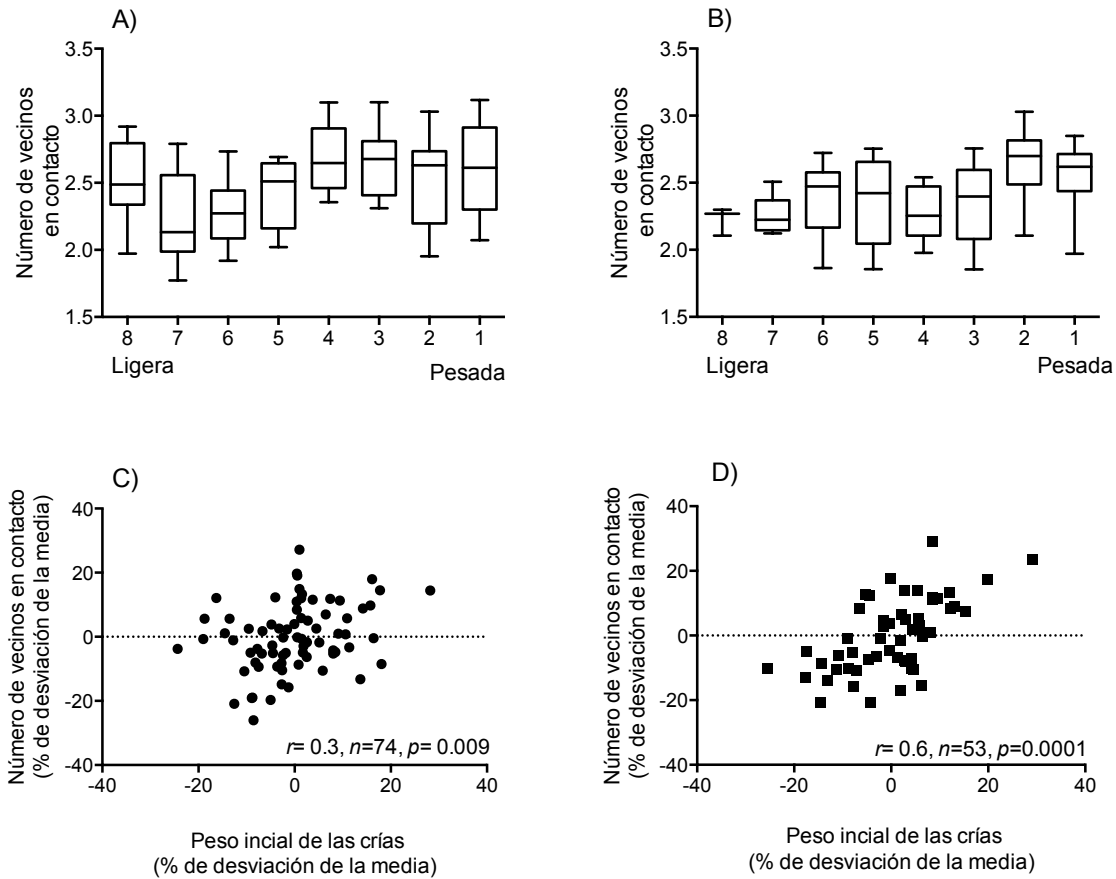 A)
Número de vecinos
en contacto
3.5
3.0
2.5
2.0
1.5
8 7 6 5 4 3 2 1
Ligera Pesada
B)
Número de vecinos
en contacto
3.5
3.0
2.5
2.0
1.5
8 7 6 5 4 3 2 1
Ligera Pesada
C)
Número de vecinos en contacto
(% de desviación de la media)
40
20
0
-20
-40
r= 0.3, n=74, p= 0.009
-40 -20 0 20 40
Peso incial de las crías
(% de desviación de la media)
D)
Número de vecinos en contacto
(% de desviación de la media)
40
20
0
-20
-40
r= 0.6, n=53, p=0.0001
-40 -20 0 20 40
Peso incial de las crías
(% de desviación de la media)